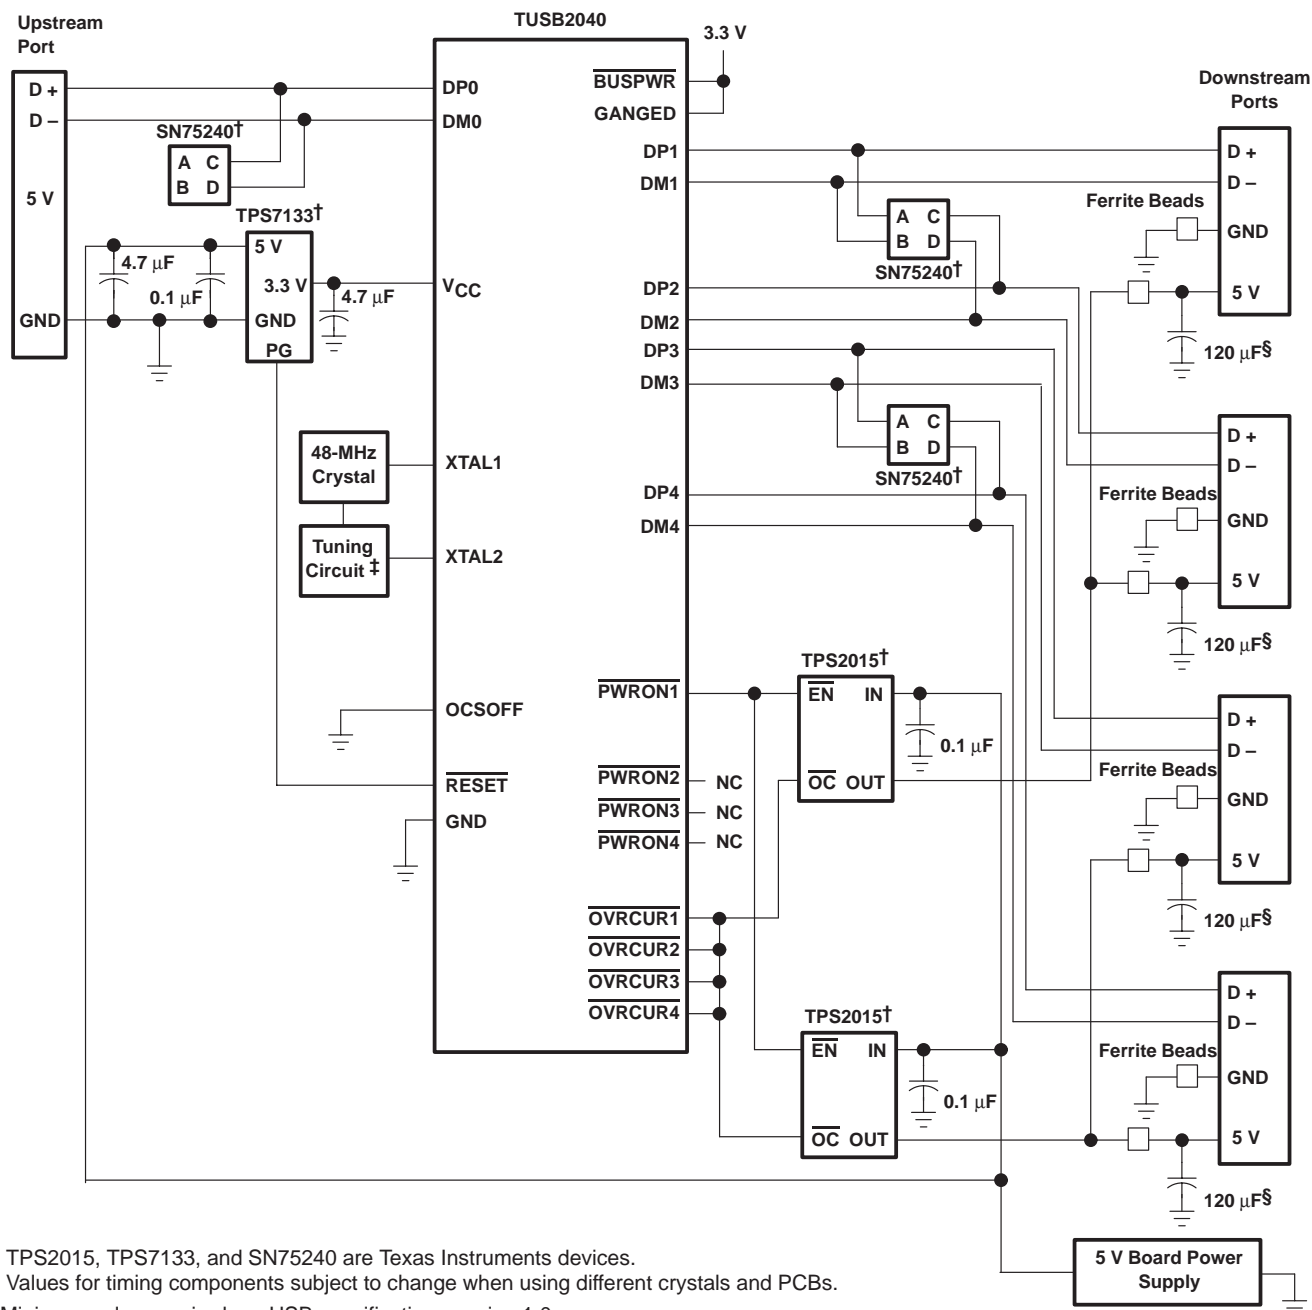 Upstream
Port
TUSB2040
3.3 V
Downstream
Ports
D +
D –
5 V
GND
DP0
DM0
SN75240†
A C
B D
TPS7133†
5 V
3.3 V
GND
PG
4.7 μF
0.1 μF
4.7 μF
VCC
48-MHz
Crystal
XTAL1
Tuning
Circuit ‡
XTAL2
OCSOFF
RESET
GND
BUSPWR
GANGED
DP1
DM1
A C
B D
SN75240†
DP2
DM2
DP3
DM3
A C
B D
SN75240†
DP4
DM4
PWRON1
PWRON2
NC
PWRON3
NC
PWRON4
NC
OVRCUR1
OVRCUR2
OVRCUR3
OVRCUR4
TPS2015†
EN IN
OC OUT
0.1 μF
TPS2015†
EN IN
OC OUT
0.1 μF
D +
D –
Ferrite Beads
GND
5 V
120 μF§
D +
D –
Ferrite Beads
GND
5 V
120 μF§
D +
D –
Ferrite Beads
GND
5 V
120 μF§
D +
D –
Ferrite Beads
GND
5 V
120 μF§
5 V Board Power
Supply
TPS2015, TPS7133, and SN75240 are Texas Instruments devices.
Values for timing components subject to change when using different crystals and PCBs.